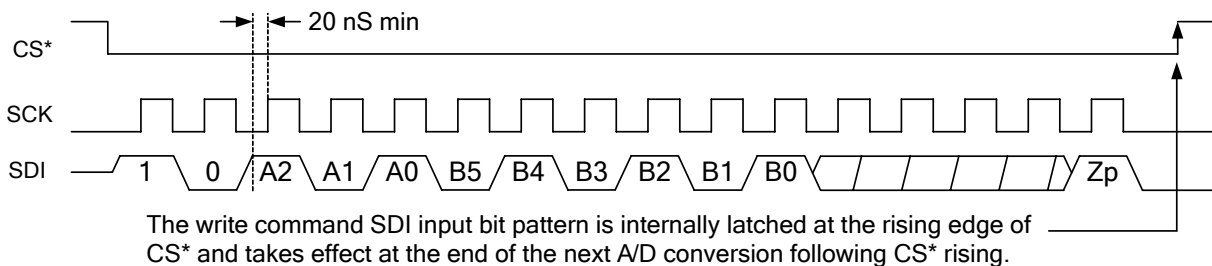 20 nS min
CS*
SCK
SDI 1 0 A2 A1 A0 B5 B4 B3 B2 B1 B0 Zp
The write command SDI input bit pattern is internally latched at the rising edge of
CS* and takes effect at the end of the next A/D conversion following CS* rising.